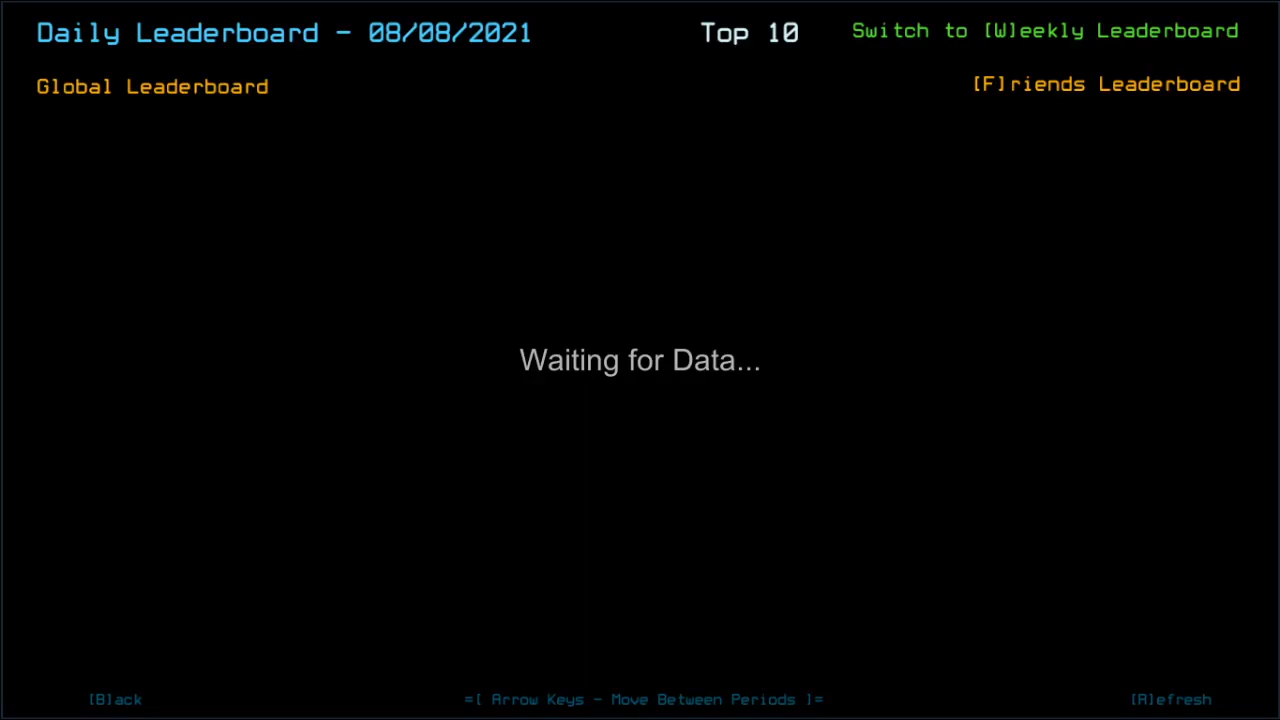 Daily Leaderboard - 08/08/2021
Top 10
Switch to [W]eekly Leaderboard
Global Leaderboard
[F]riends Leaderboard
Waiting for Data...
[B]ack
=[ Arrow Keys - Move Between Periods ]=
[R]efresh